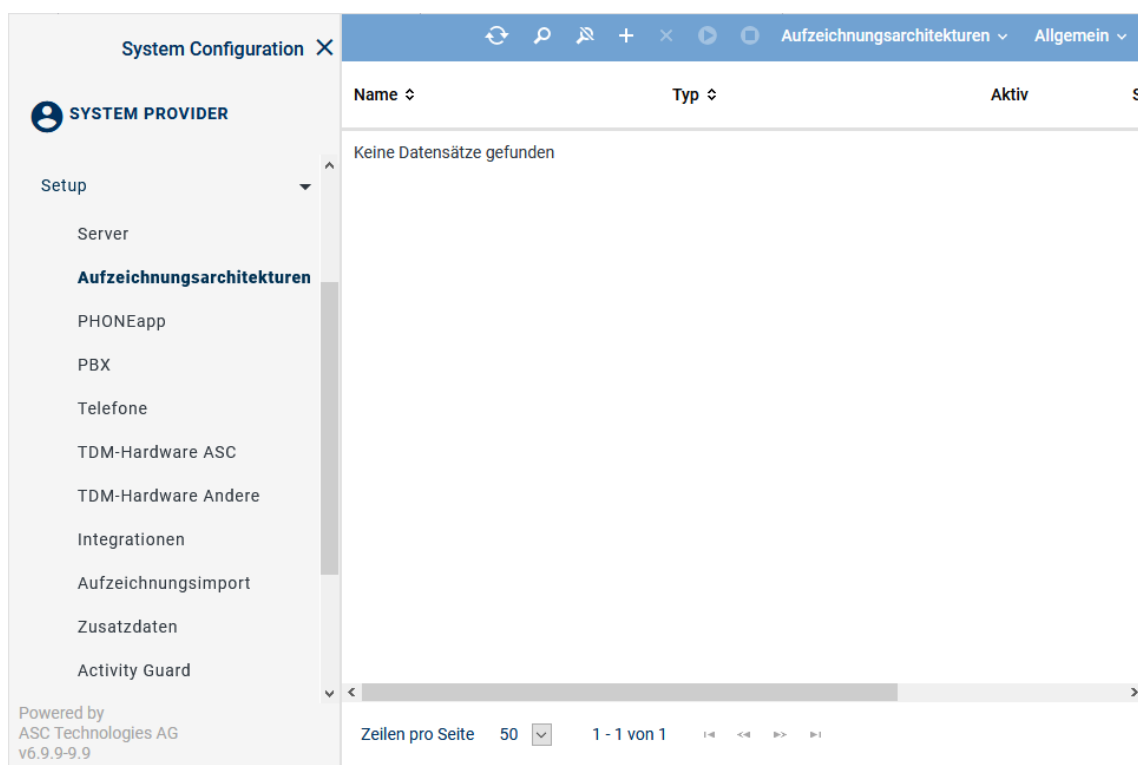 System Configuration
SYSTEM PROVIDER
Setup
Server
Aufzeichnungsarchitekturen
PHONEapp
PBX
Telefone
TDM-Hardware ASC
TDM-Hardware Andere
Integrationen
Aufzeichnungsimport
Zusatzdaten
Activity Guard
Powered by
ASC Technologies AG
v6.9.9-9.9
Aufzeichnungsarchitekturen Allgemein
Name Typ Aktiv
Keine Datensätze gefunden
Zeilen pro Seite 50 1 - 1 von 1